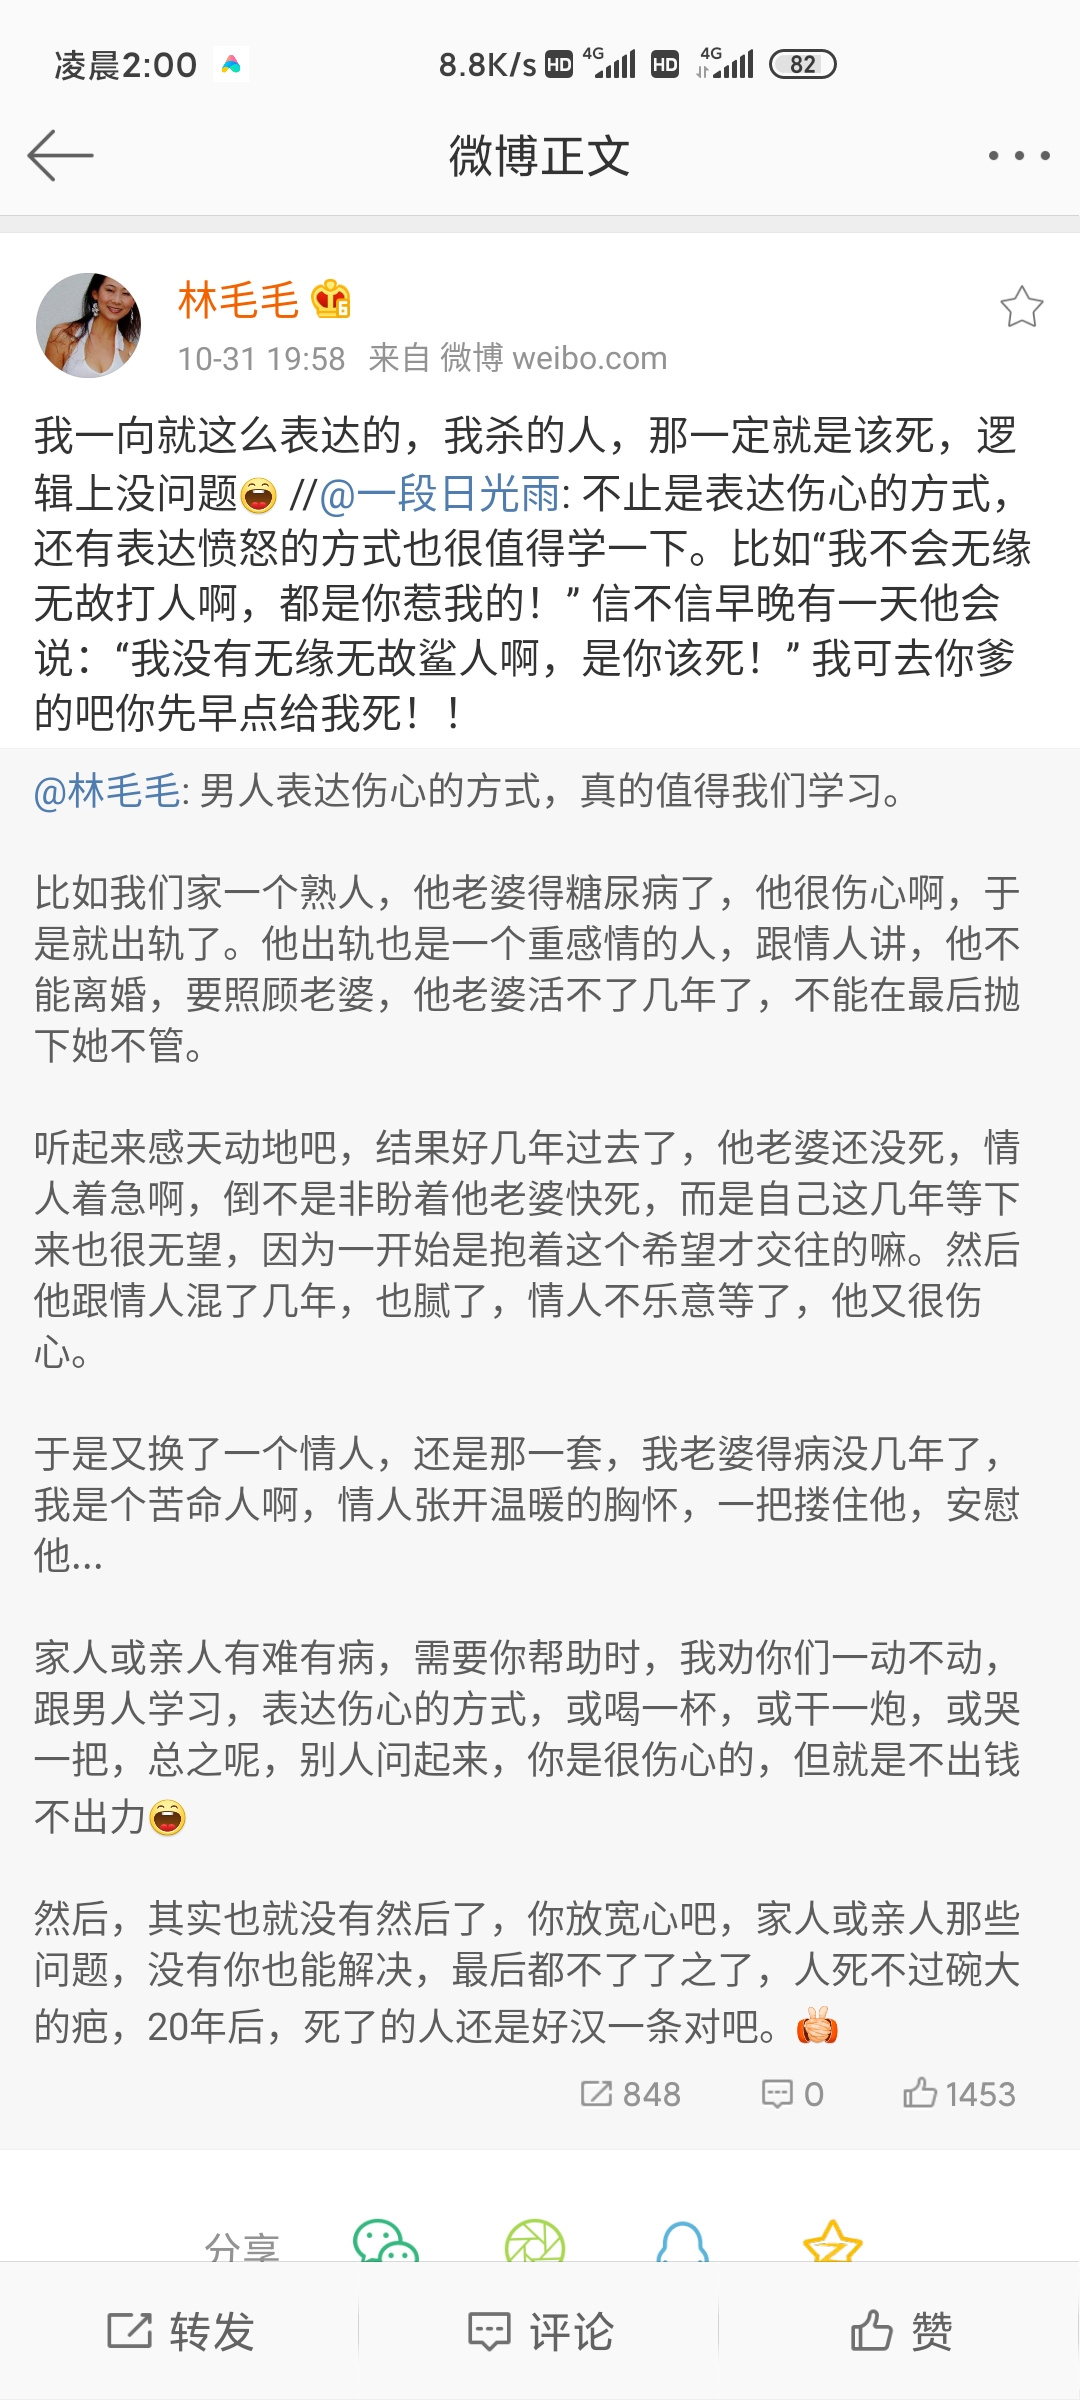 凌晨2:00 8.8K/s HD 4G HD 4G 82
微博正文
林毛毛 6
10-31 19:58 来自 微博 weibo.com
我一向就这么表达的，我杀的人，那一定就是该死，逻
辑上没问题 //@一段日光雨: 不止是表达伤心的方式，
还有表达愤怒的方式也很值得学一下。比如“我不会无缘
无故打人啊，都是你惹我的！” 信不信早晚有一天他会
说：“我没有无缘无故鲨人啊，是你该死！” 我可去你爹
的吧你先早点给我死！！
@林毛毛: 男人表达伤心的方式，真的值得我们学习。
比如我们家一个熟人，他老婆得糖尿病了，他很伤心啊，于
是就出轨了。他出轨也是一个重感情的人，跟情人讲，他不
能离婚，要照顾老婆，他老婆活不了几年了，不能在最后抛
下她不管。
听起来感天动地吧，结果好几年过去了，他老婆还没死，情
人着急啊，倒不是非盼着他老婆快死，而是自己这几年等下
来也很无望，因为一开始是抱着这个希望才交往的嘛。然后
他跟情人混了几年，也腻了，情人不乐意等了，他又很伤
心。
于是又换了一个情人，还是那一套，我老婆得病没几年了，
我是个苦命人啊，情人张开温暖的胸怀，一把搂住他，安慰
他...
家人或亲人有难有病，需要你帮助时，我劝你们一动不动，
跟男人学习，表达伤心的方式，或喝一杯，或干一炮，或哭
一把，总之呢，别人问起来，你是很伤心的，但就是不出钱
不出力
然后，其实也就没有然后了，你放宽心吧，家人或亲人那些
问题，没有你也能解决，最后都不了了之了，人死不过碗大
的疤，20年后，死了的人还是好汉一条对吧。
848 0 1453
分享
转发 评论 赞